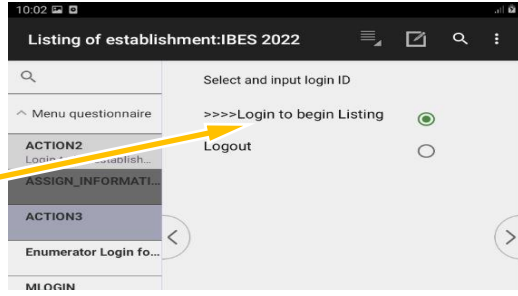 10:02
Listing of establishment:IBES 2022
Select and input login ID
Menu questionnaire
>>>>Login to begin Listing
ACTION2
Logout
ASSIGN_INFORMATI...
ACTION3
Enumerator Login fo...
MLOGIN